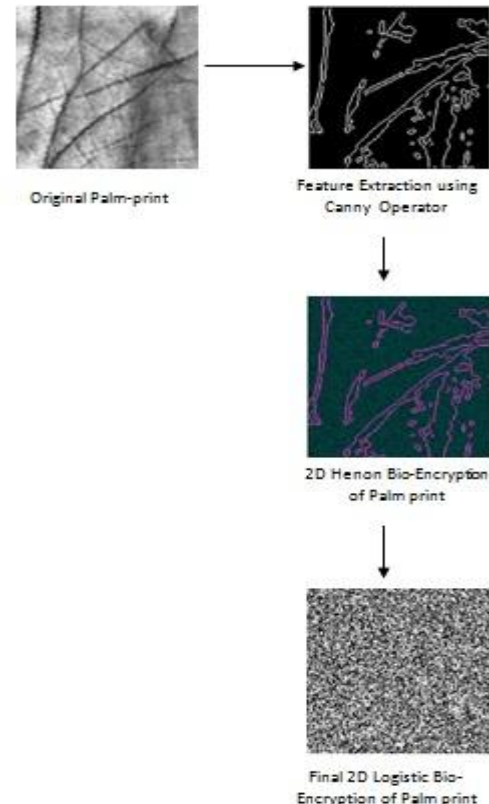 Original Palm-print
Feature Extraction using
Canny Operator
2D Henon Bio-Encryption
of Palm print
Final 2D Logistic Bio-
Encryption of Palm print